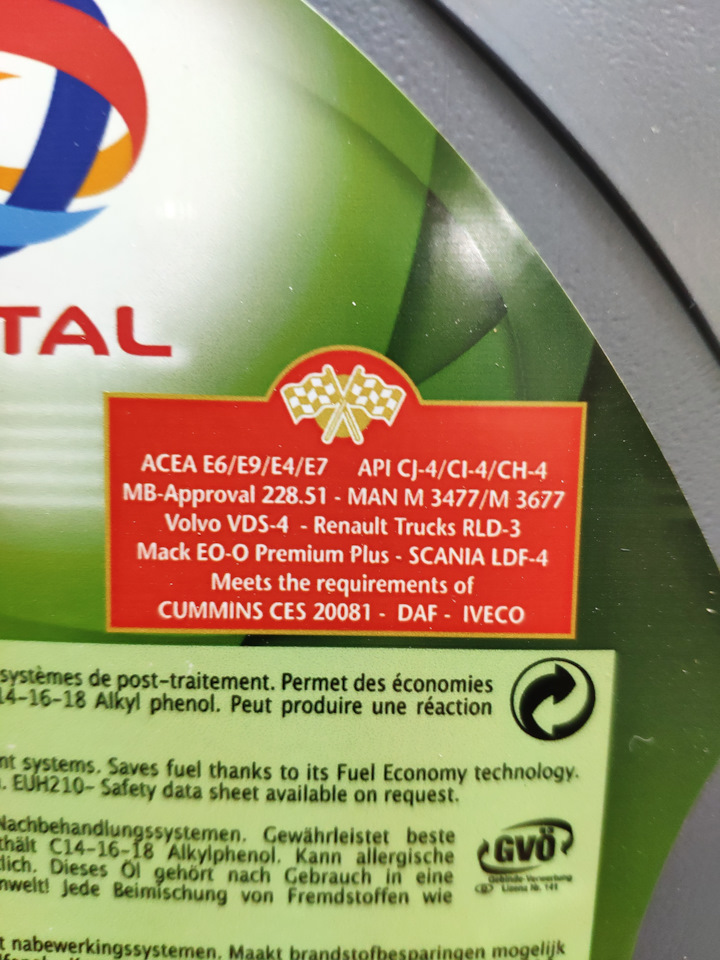 TAL
ACEA E6/E9/E4/E7 API CJ-4/CI-4/CH-4
MB-Approval 228.51 - MAN M 3477/M 3677
Volvo VDS-4 - Renault Trucks RLD-3
Mack EO-O Premium Plus - SCANIA LDF-4
Meets the requirements of
CUMMINS CES 20081 - DAF - IVECO
systèmes de post-traitement. Permet des économies
14-16-18 Alkyl phenol. Peut produire une réaction
nt systems. Saves fuel thanks to its Fuel Economy technology.
. EUH210- Safety data sheet available on request.
Nachbehandlungssystemen. Gewährleistet beste
thält C14-16-18 Alkylphenol. Kann allergische
lich. Dieses Öl gehört nach Gebrauch in eine
nwelt! Jede Beimischung von Fremdstoffen wie
GVÖ
Gebinde-Verwertung
Lizenz Nr. 141
t nabewerkingssystemen. Maakt brandstofbesparingen mogelijk